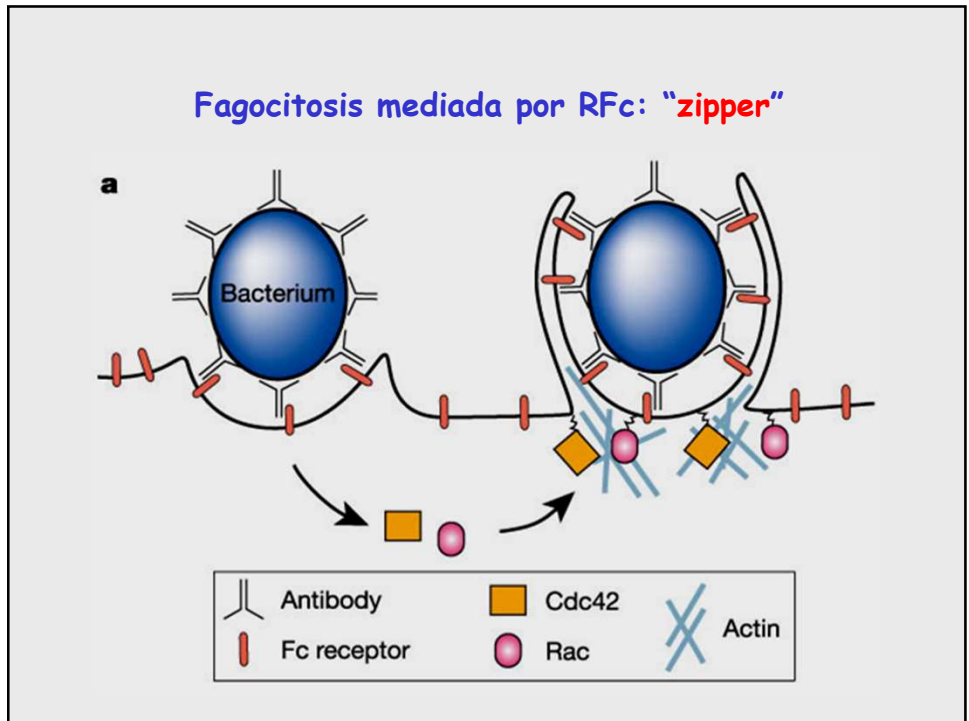 Fagocitosis mediada por RFc: “zipper”
a
Bacterium
Antibody
Cdc42
Actin
Fc receptor
Rac